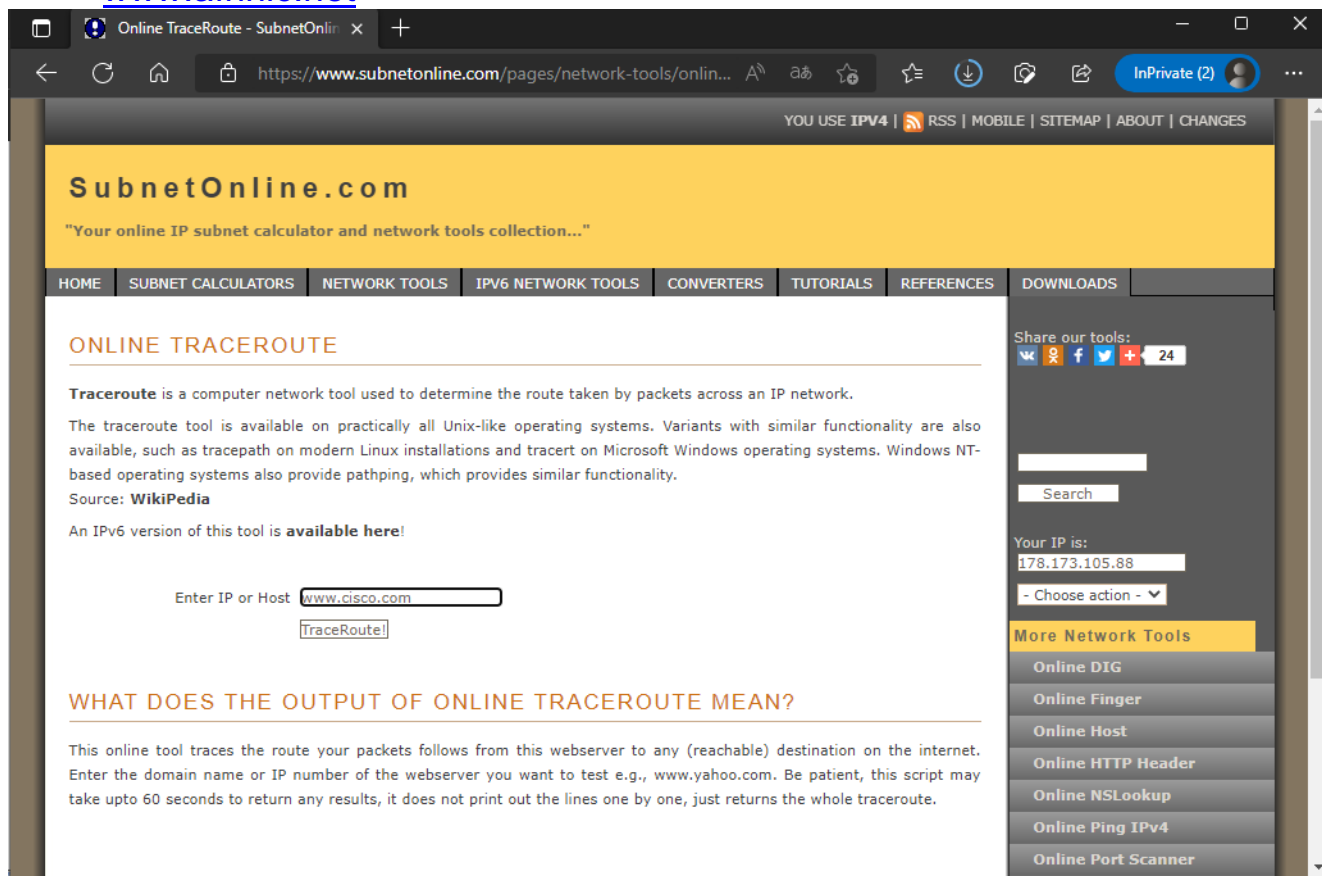 Online TraceRoute - SubnetOnlin
https://www.subnetonline.com/pages/network-tools/onlin...
InPrivate (2)
YOU USE IPV4 | RSS | MOBILE | SITEMAP | ABOUT | CHANGES
SubnetOnline.com
"Your online IP subnet calculator and network tools collection..."
HOME SUBNET CALCULATORS NETWORK TOOLS IPV6 NETWORK TOOLS CONVERTERS TUTORIALS REFERENCES DOWNLOADS
ONLINE TRACEROUTE
Traceroute is a computer network tool used to determine the route taken by packets across an IP network.
The traceroute tool is available on practically all Unix-like operating systems. Variants with similar functionality are also
available, such as tracepath on modern Linux installations and tracert on Microsoft Windows operating systems. Windows NT-
based operating systems also provide pathping, which provides similar functionality.
Source: WikiPedia
An IPv6 version of this tool is available here!
Enter IP or Host www.cisco.com
TraceRoute!
WHAT DOES THE OUTPUT OF ONLINE TRACEROUTE MEAN?
This online tool traces the route your packets follows from this webserver to any (reachable) destination on the internet.
Enter the domain name or IP number of the webserver you want to test e.g., www.yahoo.com. Be patient, this script may
take upto 60 seconds to return any results, it does not print out the lines one by one, just returns the whole traceroute.
Share our tools:
24
Search
Your IP is:
178.173.105.88
- Choose action -
More Network Tools
Online DIG
Online Finger
Online Host
Online HTTP Header
Online NSLookup
Online Ping IPv4
Online Port Scanner